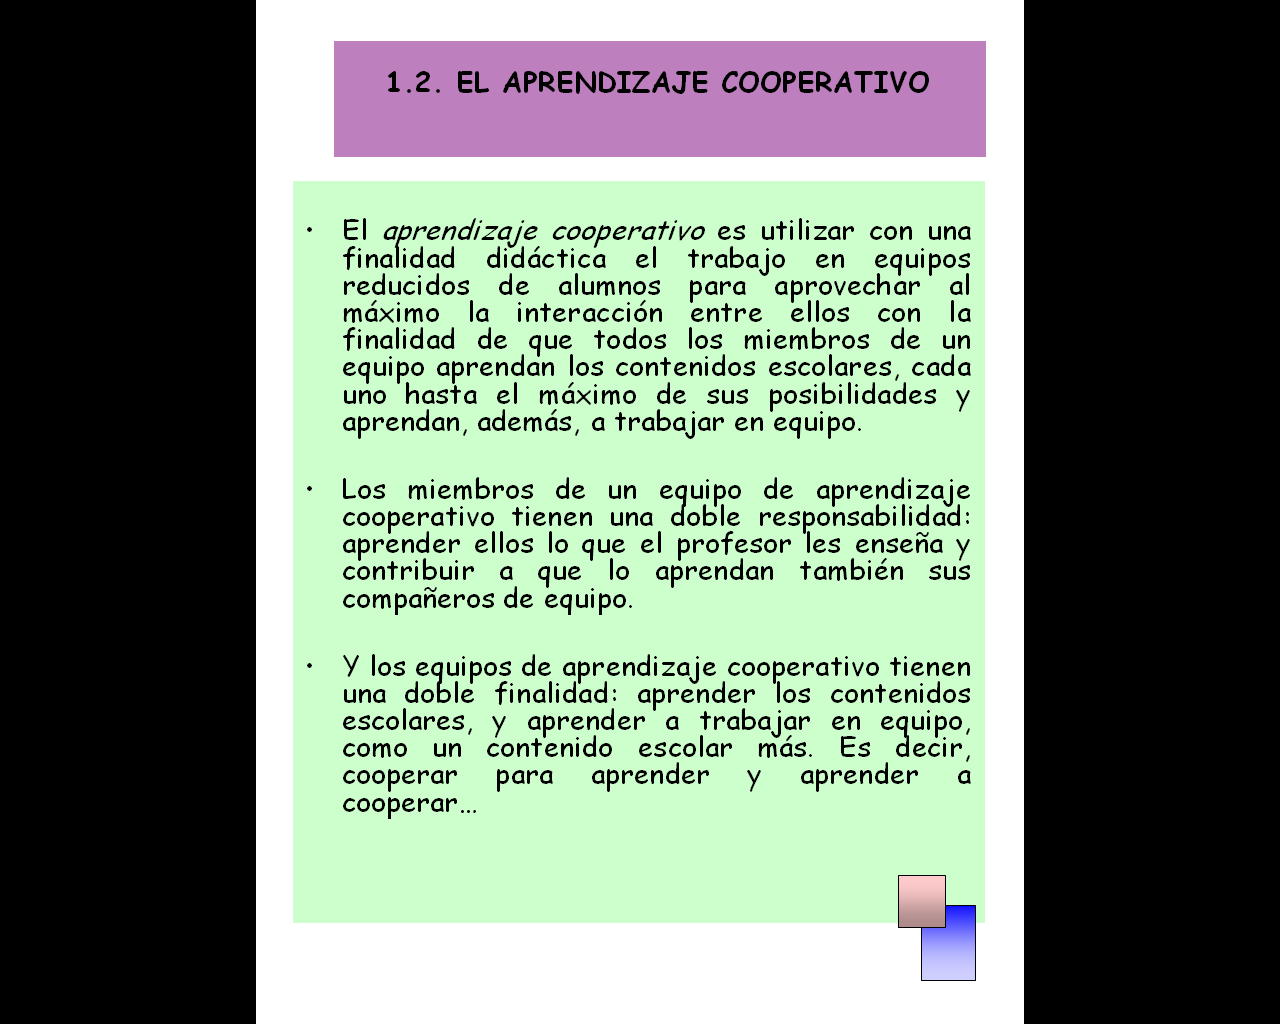 1.2. EL APRENDIZAJE COOPERATIVO
• El aprendizaje cooperativo es utilizar con una
finalidad didáctica el trabajo en equipos
reducidos de alumnos para aprovechar al
máximo la interacción entre ellos con la
finalidad de que todos los miembros de un
equipo aprendan los contenidos escolares, cada
uno hasta el máximo de sus posibilidades y
aprendan, además, a trabajar en equipo.
• Los miembros de un equipo de aprendizaje
cooperativo tienen una doble responsabilidad:
aprender ellos lo que el profesor les enseña y
contribuir a que lo aprendan también sus
compañeros de equipo.
• Y los equipos de aprendizaje cooperativo tienen
una doble finalidad: aprender los contenidos
escolares, y aprender a trabajar en equipo,
como un contenido escolar más. Es decir,
cooperar para aprender y aprender a
cooperar...